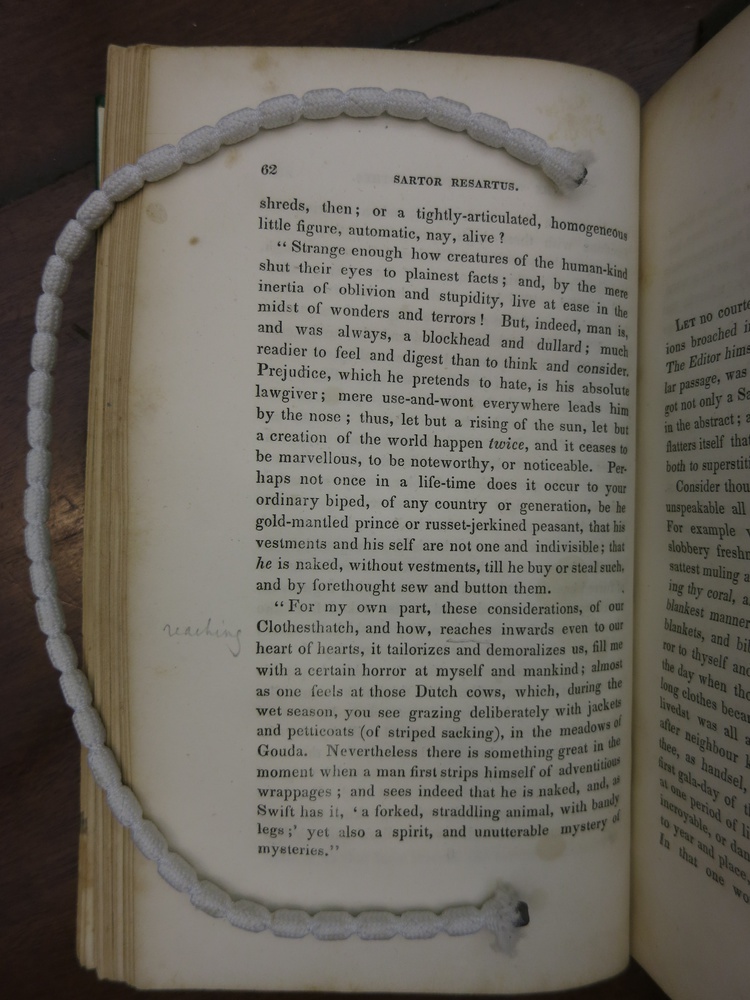 62
SARTOR RESARTUS.
shreds, then; or a tightly-articulated, homogeneous
little figure, automatic, nay, alive?
“Strange enough how creatures of the human-kind
shut their eyes to plainest facts; and, by the mere
inertia of oblivion and stupidity, live at ease in the
midst of wonders and terrors! But, indeed, man is,
and was always, a blockhead and dullard; much
readier to feel and digest than to think and consider.
Prejudice, which he pretends to hate, is his absolute
lawgiver; mere use-and-wont everywhere leads him
by the nose; thus, let but a rising of the sun, let but
a creation of the world happen twice, and it ceases to
be marvellous, to be noteworthy, or noticeable. Per-
haps not once in a life-time does it occur to your
ordinary biped, of any country or generation, be he
gold-mantled prince or russet-jerkined peasant, that his
vestments and his self are not one and indivisible; that
he is naked, without vestments, till he buy or steal such,
and by forethought sew and button them.
“For my own part, these considerations, of our
Clothesthatch, and how, reaches inwards even to our
heart of hearts, it tailorizes and demoralizes us, fill me
with a certain horror at myself and mankind; almost
as one feels at those Dutch cows, which, during the
wet season, you see grazing deliberately with jackets
and petticoats (of striped sacking), in the meadows of
Gouda. Nevertheless there is something great in the
moment when a man first strips himself of adventitious
wrappages; and sees indeed that he is naked, and, as
Swift has it, ‘a forked, straddling animal, with bandy
legs;’ yet also a spirit, and unutterable mystery of
mysteries.”
reaching
LET no
ions broached
The Editor
lar passage, was
got not only a
in the abstract;
flatters itself
both to
Consider
unspeakable all
For example
slobbery
sattest muling a
ing thy coral,
blankest manner
blankets, and
ror to thyself and
the day when
long clothes
livedst was all
after neighbour
thee, as handsel,
first gala-day of
at one period of
incroyable, or
to year and place,
In that one